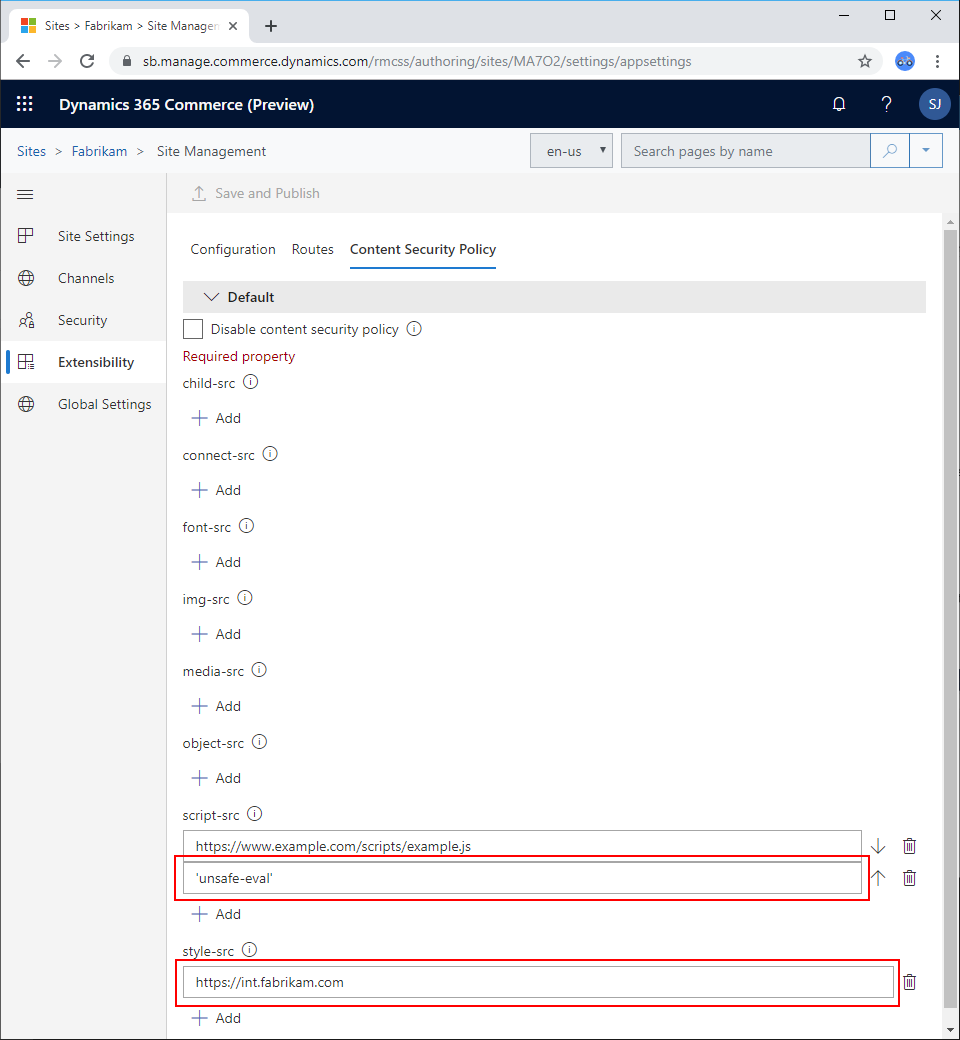 Sites > Fabrikam > Site Managen
sb.manage.commerce.dynamics.com/rmcss/authoring/sites/MA7O2/settings/appsettings
Dynamics 365 Commerce (Preview)
? SJ
Sites > Fabrikam > Site Management
en-us
Search pages by name
Save and Publish
Site Settings
Channels
Security
Extensibility
Global Settings
Configuration Routes Content Security Policy
Default
Disable content security policy
Required property
child-src
Add
connect-src
Add
font-src
Add
img-src
Add
media-src
Add
object-src
Add
script-src
https://www.example.com/scripts/example.js
'unsafe-eval'
Add
style-src
https://int.fabrikam.com
Add